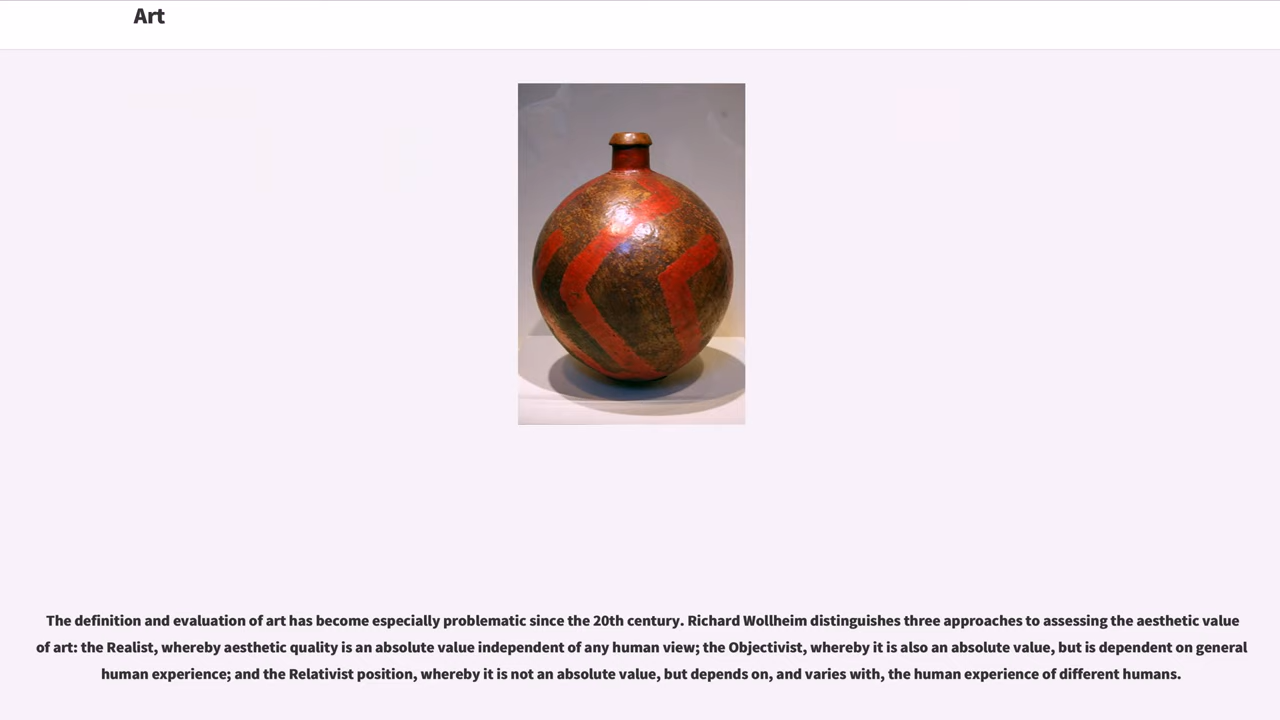 Art
The definition and evaluation of art has become especially problematic since the 20th century. Richard Wollheim distinguishes three approaches to assessing the aesthetic value
of art: the Realist, whereby aesthetic quality is an absolute value independent of any human view; the Objectivist, whereby it is also an absolute value, but is dependent on general
human experience; and the Relativist position, whereby it is not an absolute value, but depends on, and varies with, the human experience of different humans.